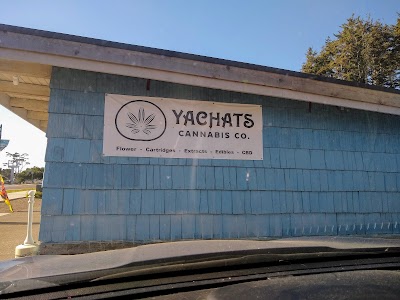 YACHATS
CANNABIS CO.
Flower - Cartridges - Extracts - Edibles - CBD